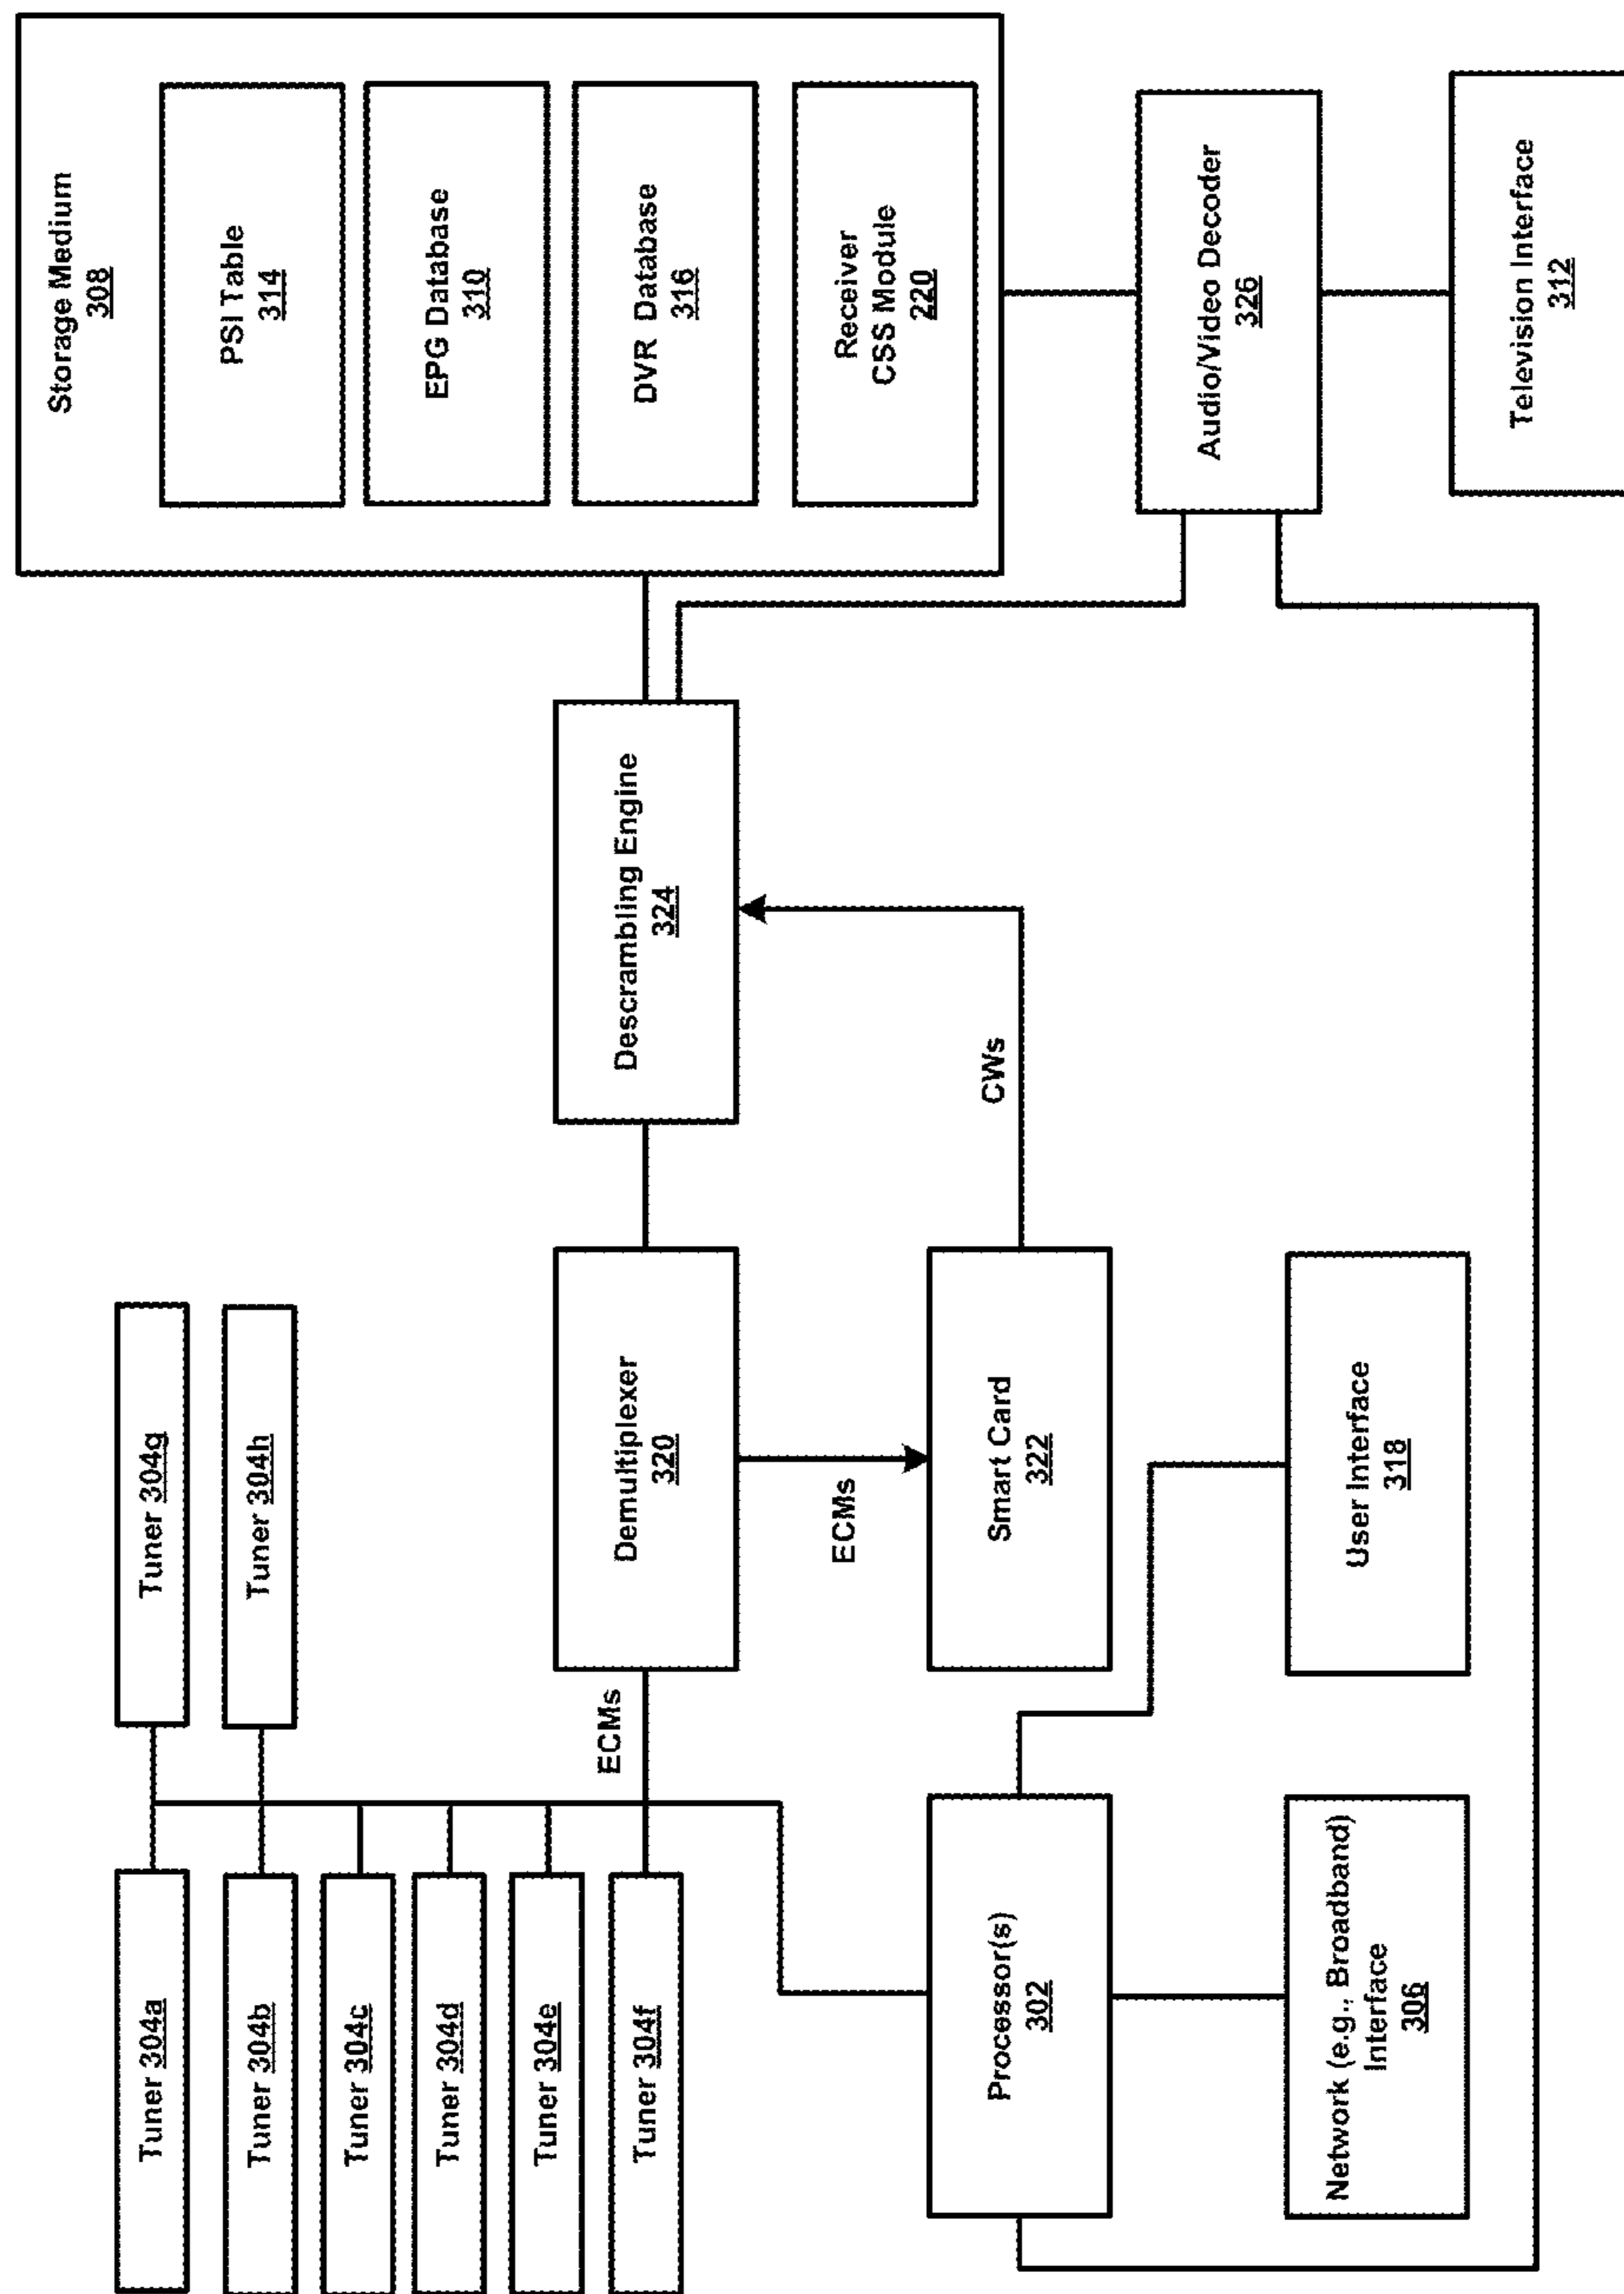 Tuner 304a
Tuner 304b
Tuner 304c
Tuner 304d
Tuner 304e
Tuner 304f
Tuner 304g
Tuner 304h
ECMs
Demultiplexer
320
ECMs
Smart Card
322
CWs
Descrambling Engine
324
Storage Medium
308
PSI Table
314
EPG Database
310
DVR Database
316
Receiver
CSS Module
220
Processor(s)
302
Network (e.g., Broadband)
Interface
306
User Interface
318
Audio/Video Decoder
326
Television Interface
312